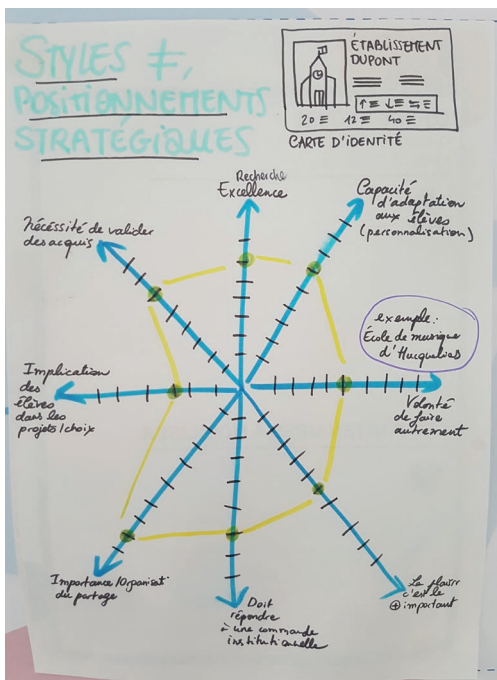 STYLES ≠,
POSITIONNEMENTS
STRATÉGIQUES
ÉTABLISSEMENT
DUPONT
20 12 40
CARTE D'IDENTITÉ
Recherche
Excellence
Capacité
d'adaptation
aux élèves
(personnalisation)
Nécessité de valider
des acquis
exemple:
École de musique
d'Hucqueliers
Implication
des
élèves
dans les
projets/choix
Volonté
de faire
autrement
Importance/Organisat°
du partage
Doit
répondre
à une commande
institutionnelle
Le plaisir
c'est le
⊕ important